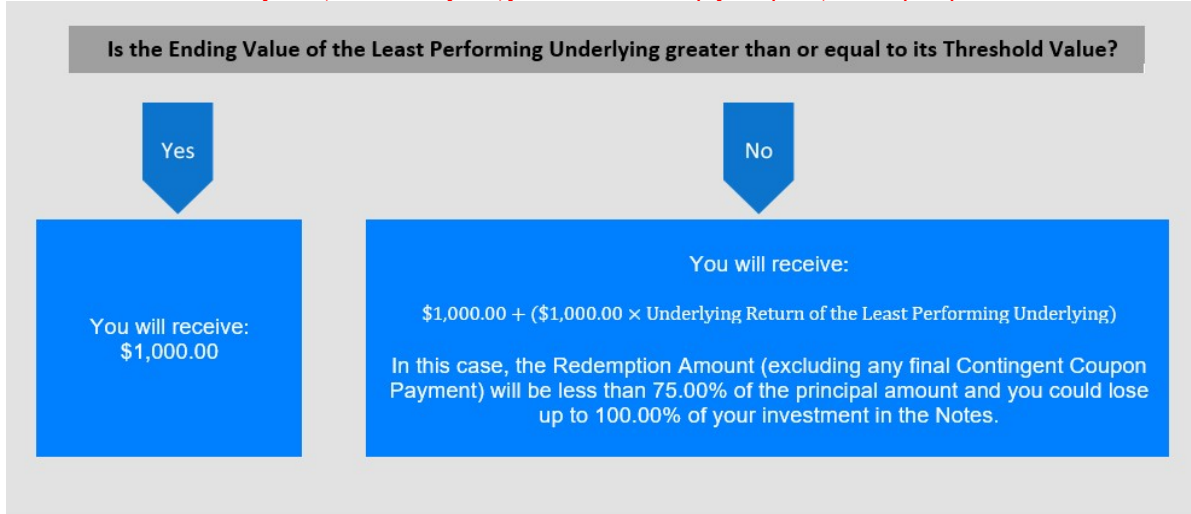 Is the Ending Value of the Least Performing Underlying greater than or equal to its Threshold Value?
Yes
No
You will receive:
$1,000.00
You will receive:
$1,000.00 + ($1,000.00 × Underlying Return of the Least Performing Underlying)
In this case, the Redemption Amount (excluding any final Contingent Coupon
Payment) will be less than 75.00% of the principal amount and you could lose
up to 100.00% of your investment in the Notes.